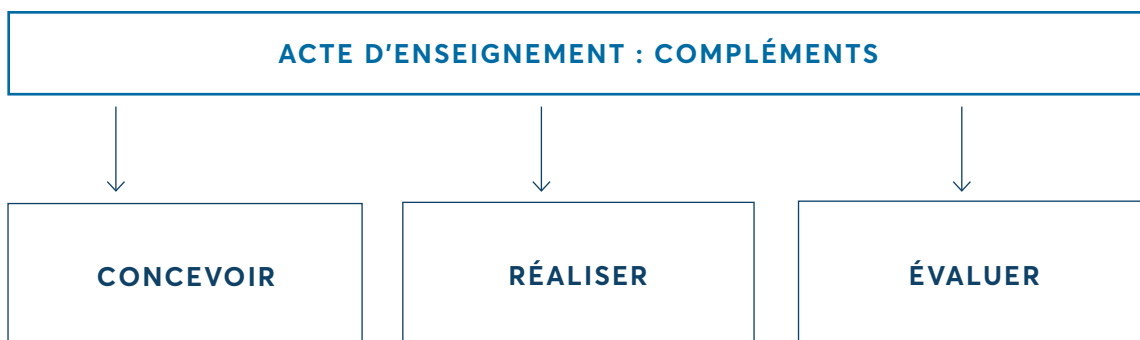 ACTE D'ENSEIGNEMENT : COMPLÉMENTS
CONCEVOIR
RÉALISER
ÉVALUER